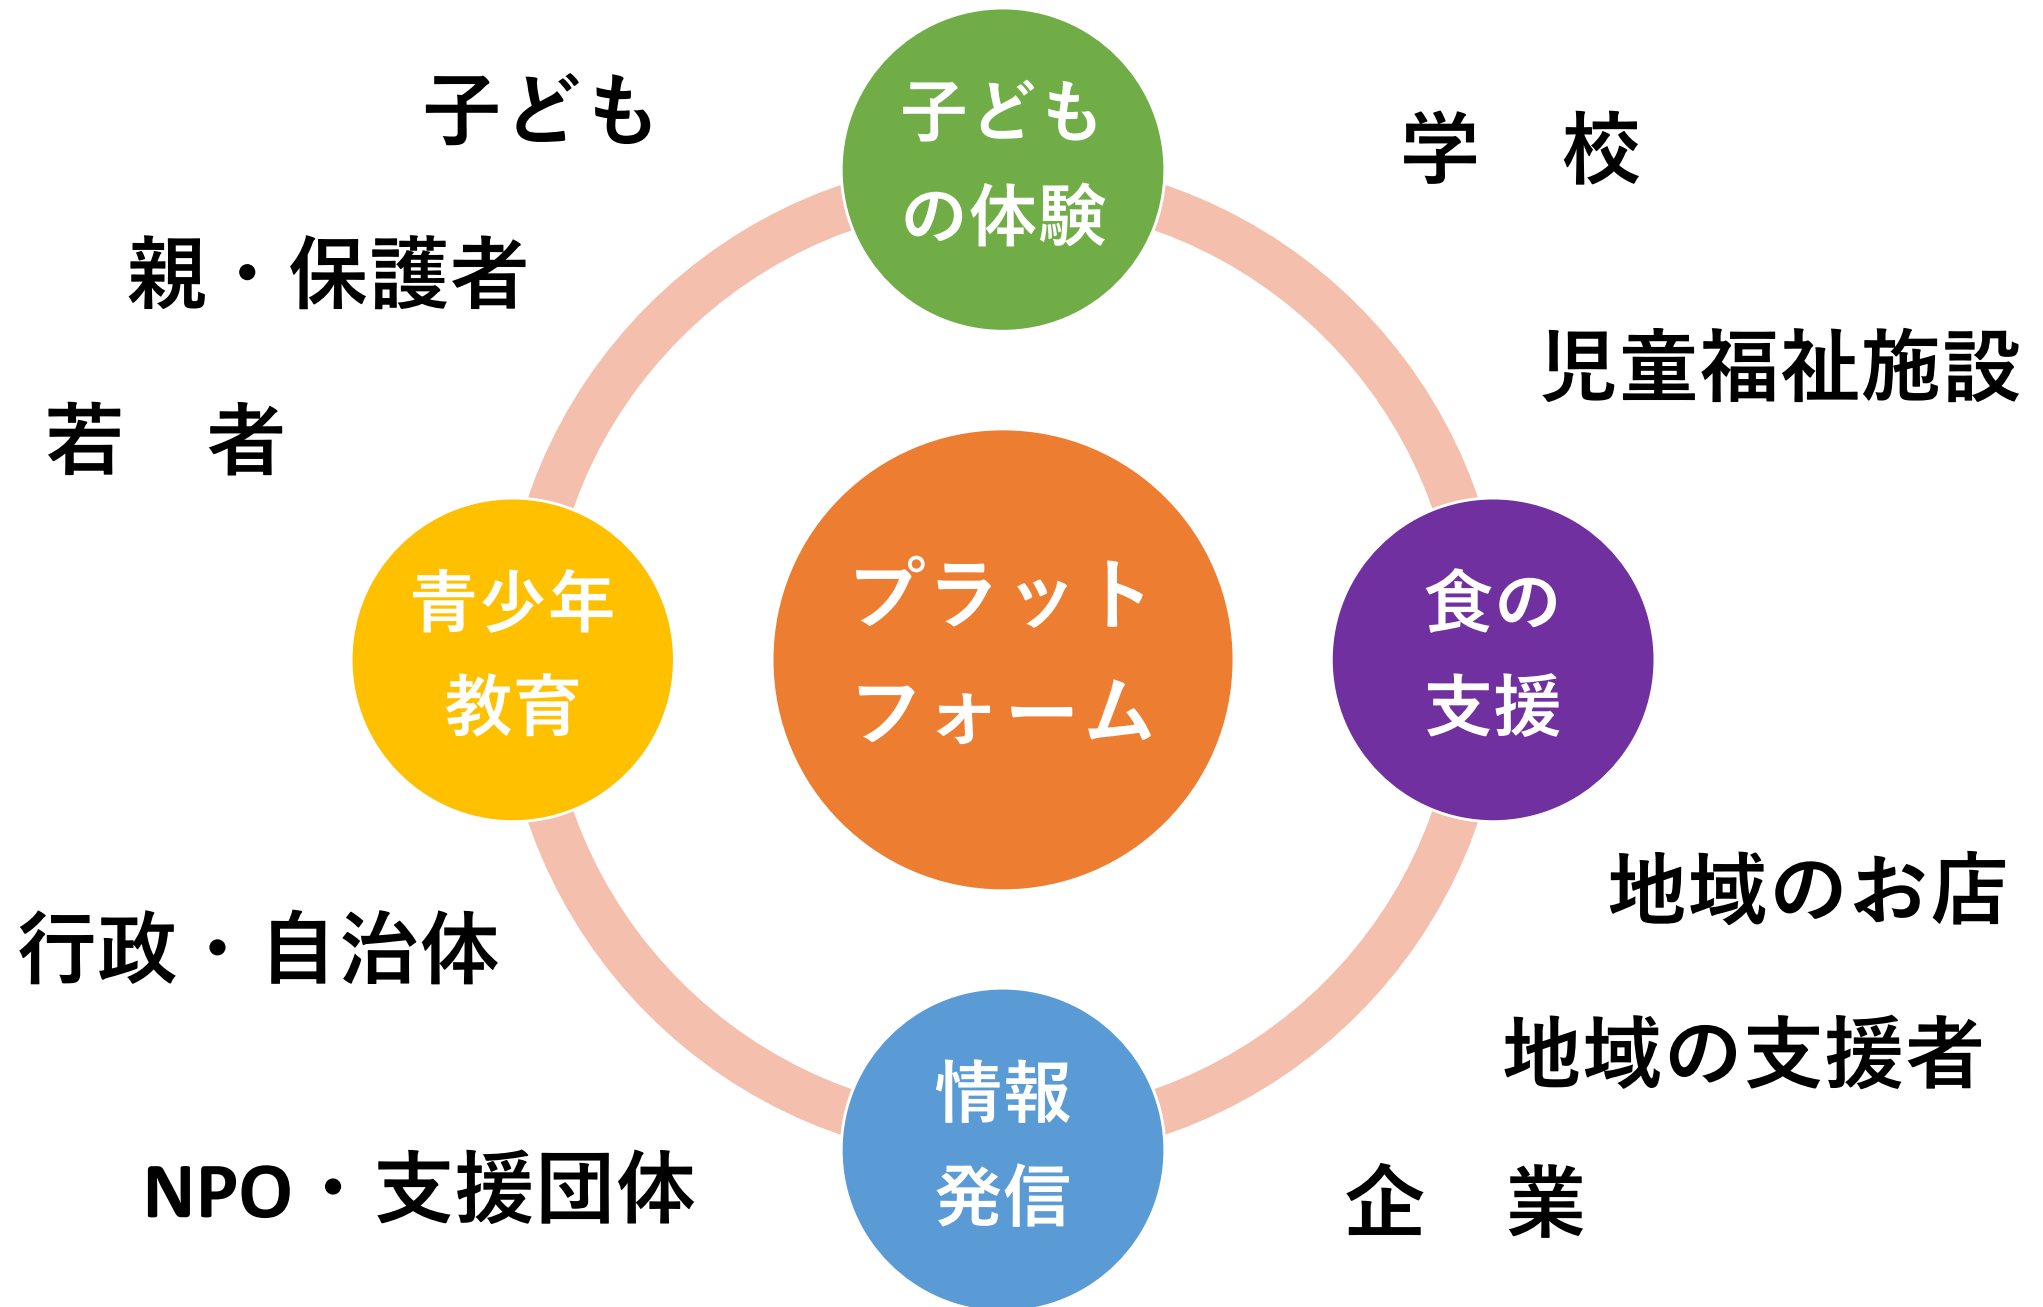 子ども
親・保護者
若　者
子ども
の体験
学　校
児童福祉施設
青少年
教育
プラット
フォーム
食の
支援
行政・自治体
NPO・支援団体
情報
発信
地域のお店
地域の支援者
企　業